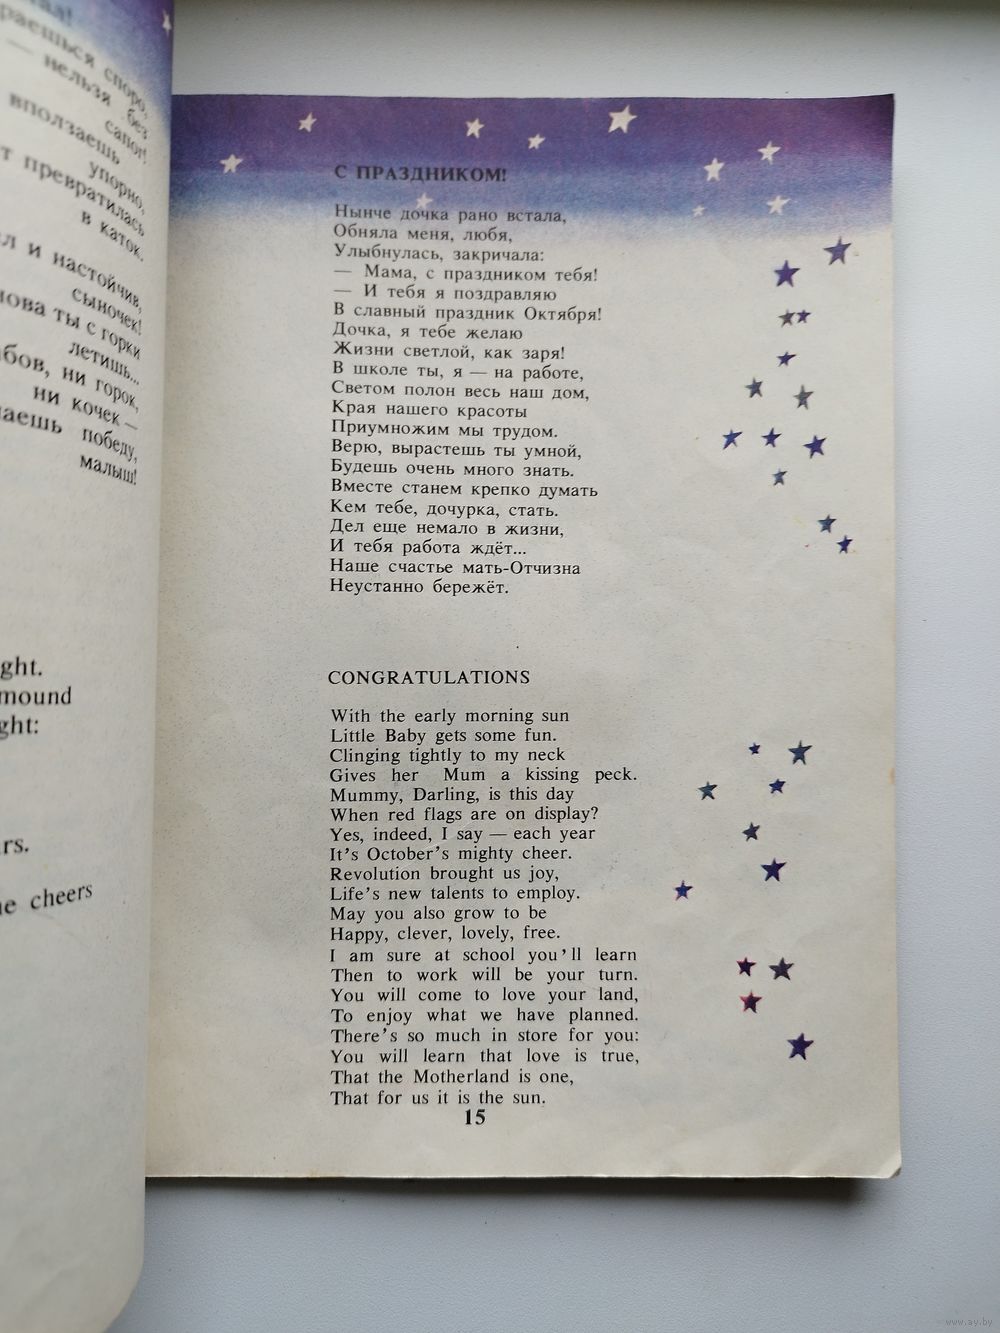 раешься споро,
— нельзя без
сапог!
вползаешь
упорно,
превратилась
в каток.
и настойчив,
сыночек!
ты с горки
летишь...
ни горок,
ни кочек —
победу,
малыш!
mound
cheers
С ПРАЗДНИКОМ!
Нынче дочка рано встала,
Обняла меня, любя,
Улыбнулась, закричала:
— Мама, с праздником тебя!
— И тебя я поздравляю
В славный праздник Октября!
Дочка, я тебе желаю
Жизни светлой, как заря!
В школе ты, я — на работе,
Светом полон весь наш дом,
Края нашего красоты
Приумножим мы трудом.
Верю, вырастешь ты умной,
Будешь очень много знать.
Вместе станем крепко думать
Кем тебе, дочурка, стать.
Дел еще немало в жизни,
И тебя работа ждёт...
Наше счастье мать-Отчизна
Неустанно бережёт.
CONGRATULATIONS
With the early morning sun
Little Baby gets some fun.
Clinging tightly to my neck
Gives her Mum a kissing peck.
Mummy, Darling, is this day
When red flags are on display?
Yes, indeed, I say — each year
It's October's mighty cheer.
Revolution brought us joy,
Life's new talents to employ.
May you also grow to be
Happy, clever, lovely, free.
I am sure at school you'll learn
Then to work will be your turn.
You will come to love your land,
To enjoy what we have planned.
There's so much in store for you:
You will learn that love is true,
That the Motherland is one,
That for us it is the sun.
15
www.ay.by